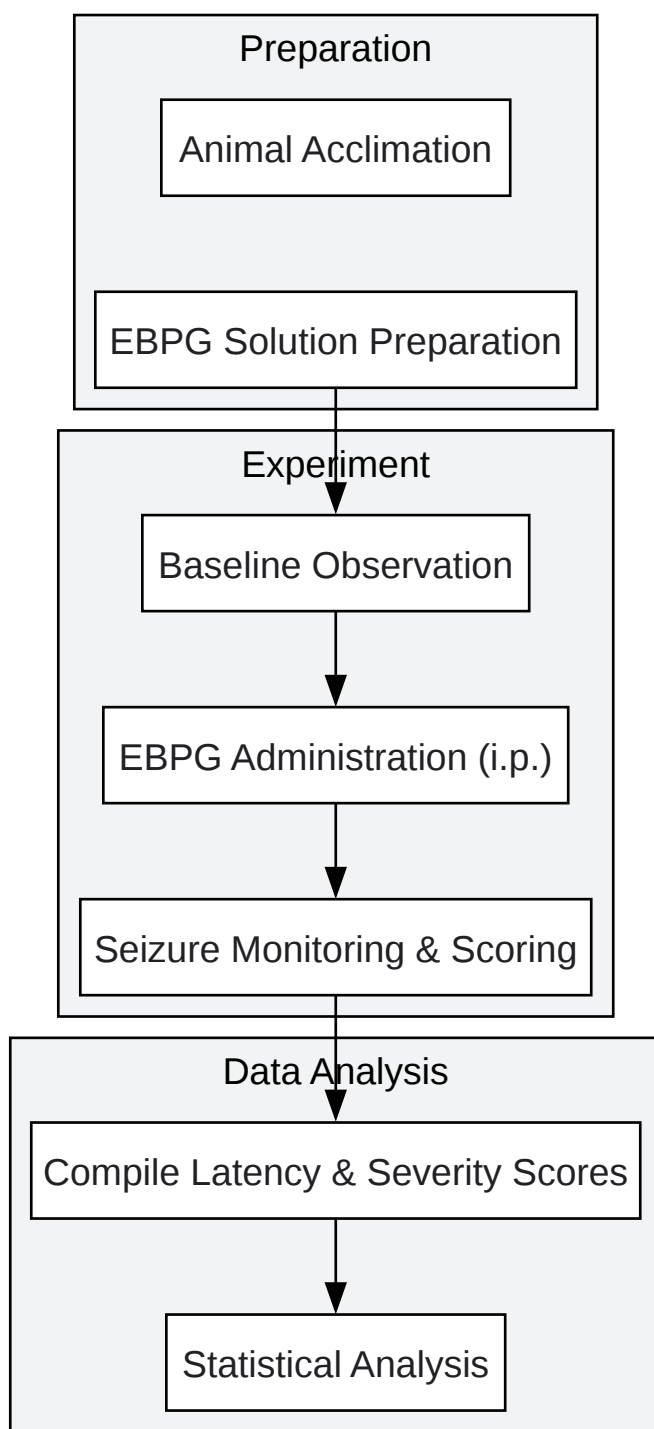 Preparation
Animal Acclimation
EBPG Solution Preparation
Experiment
Baseline Observation
EBPG Administration (i.p.)
Seizure Monitoring & Scoring
Data Analysis
Compile Latency & Severity Scores
Statistical Analysis